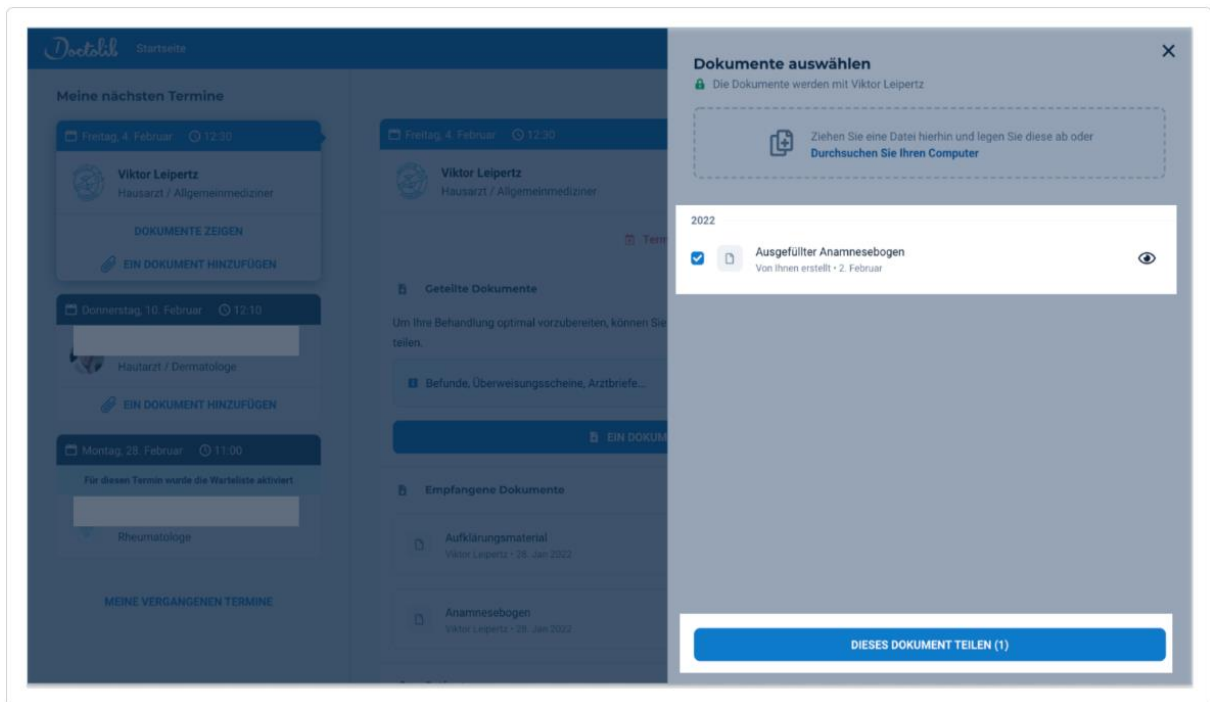 Doctolib
Startseite
Meine nächsten Termine
Freitag, 4. Februar 12:30
Viktor Leipertz
Hausarzt / Allgemeinmediziner
DOKUMENTE ZEIGEN
EIN DOKUMENT HINZUFÜGEN
Donnerstag, 10. Februar 12:10
Hautarzt / Dermatologe
EIN DOKUMENT HINZUFÜGEN
Montag, 28. Februar 11:00
Für diesen Termin wurde die Warteliste aktiviert
Rheumatologe
MEINE VERGANGENEN TERMINE
Freitag, 4. Februar 12:30
Viktor Leipertz
Hausarzt / Allgemeinmediziner
Geteilte Dokumente
Um Ihre Behandlung optimal vorzubereiten, können Sie
teilen.
Befunde, Überweisungsscheine, Arztbriefe...
EIN DOKUM
Empfangene Dokumente
Aufklärungsmaterial
Viktor Leipertz • 28. Jan 2022
Anamnesebogen
Viktor Leipertz • 28. Jan 2022
Dokumente auswählen
Die Dokumente werden mit Viktor Leipertz
Ziehen Sie eine Datei hierhin und legen Sie diese ab oder
Durchsuchen Sie Ihren Computer
2022
Ausgefüllter Anamnesebogen
Von Ihnen erstellt • 2. Februar
DIESES DOKUMENT TEILEN (1)